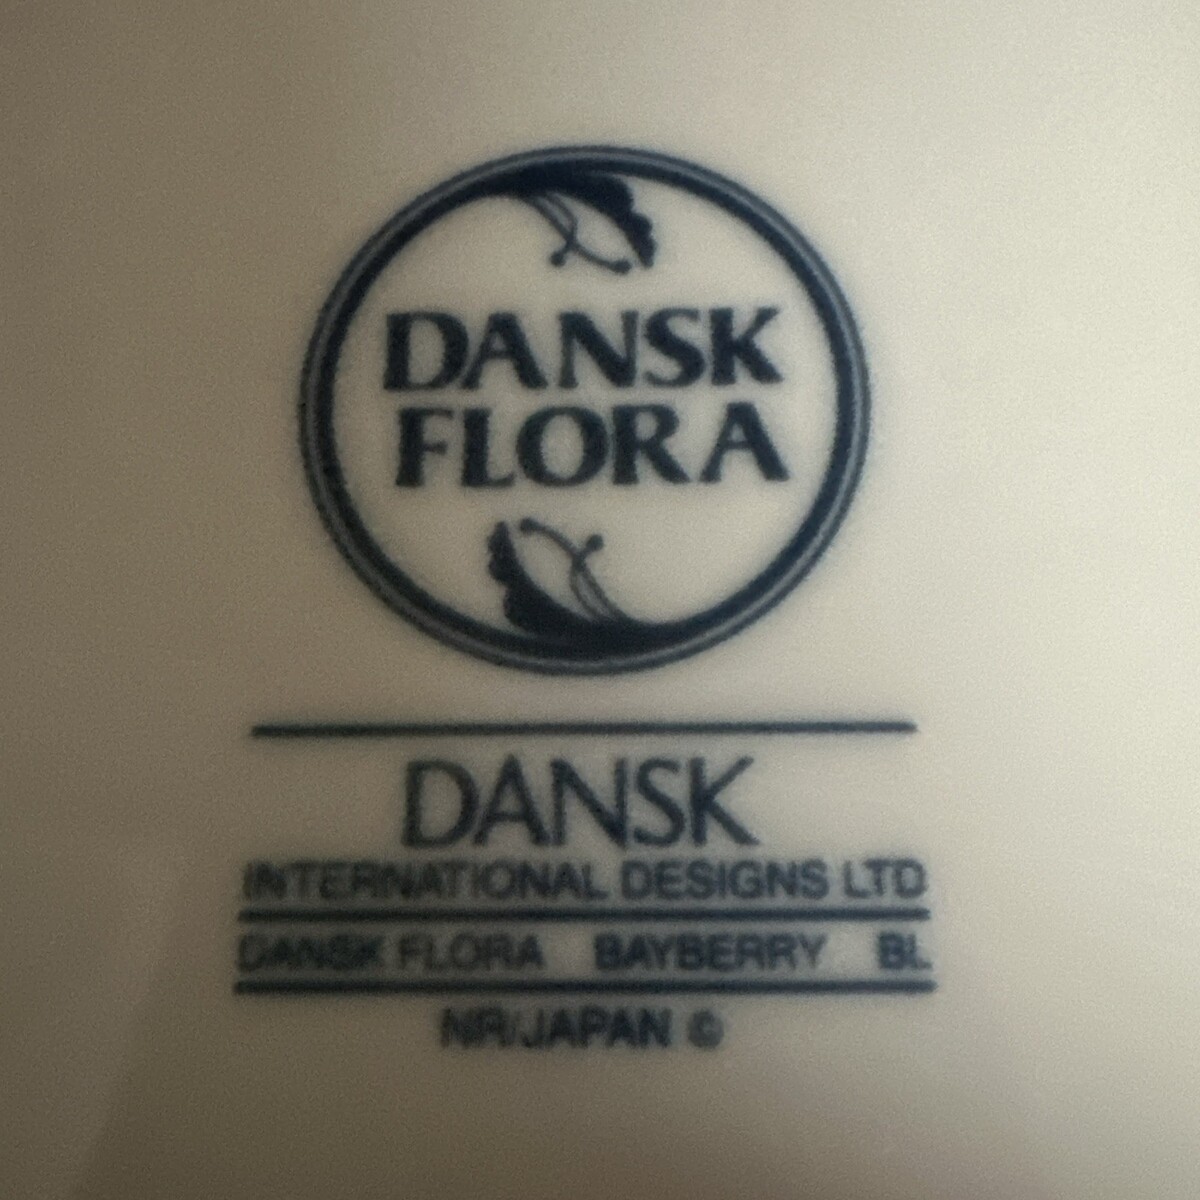 DANSK
FLORA
DANSK
INTERNATIONAL DESIGNS LTD
DANSK FLORA BAYBERRY BL
NR/JAPAN ©